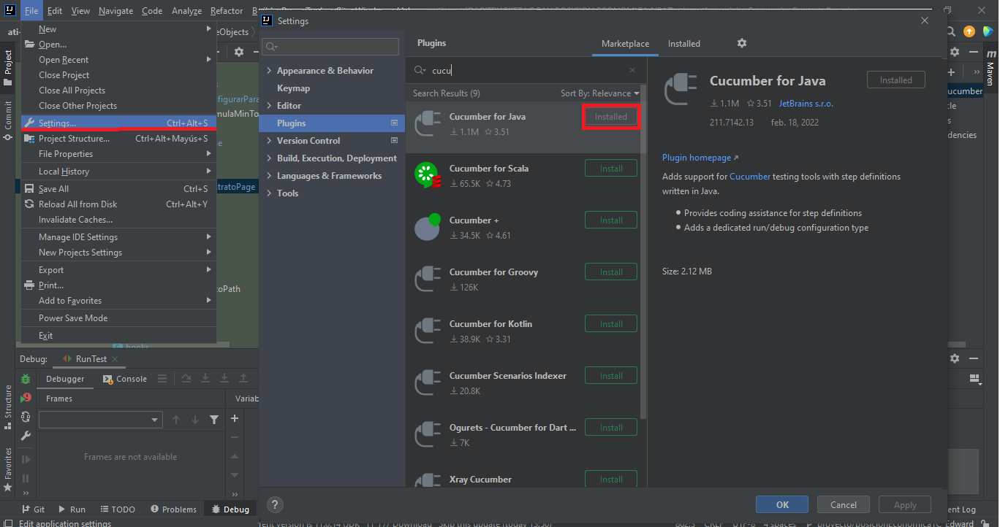 File Edit View Navigate Code Analyze Refactor
Settings
ati-
eObjects
New
Open...
Open Recent
Close Project
Close All Projects
Close Other Projects
Settings... Ctrl+Alt+S
Project Structure... Ctrl+Alt+Mayús+S
File Properties
Local History
Save All Ctrl+S
Reload All from Disk Ctrl+Alt+Y
Invalidate Caches...
Manage IDE Settings
New Projects Settings
Export
Print...
Add to Favorites
Power Save Mode
Exit
Project
Commit
Structure
Favorites
nfigurarPara
mulaMinTo
tratoPage
toPath
books
Appearance & Behavior
Keymap
Editor
Plugins
Version Control
Build, Execution, Deployment
Languages & Frameworks
Tools
Plugins
Marketplace Installed
cucu
Search Results (9) Sort By: Relevance
Cucumber for Java Installed
1.1M 3.51
Cucumber for Scala Install
65.5K 4.73
Cucumber + Install
34.5K 4.61
Cucumber for Groovy Install
126K
Cucumber for Kotlin Install
38.9K 3.31
Cucumber Scenarios Indexer Install
20.8K
Ogurets - Cucumber for Dart ... Install
7K
Xray Cucumber Install
Cucumber for Java Installed
1.1M 3.51 JetBrains s.r.o.
211.7142.13 feb. 18, 2022
Plugin homepage
Adds support for Cucumber testing tools with step definitions
written in Java.
Provides coding assistance for step definitions
Adds a dedicated run/debug configuration type
Size: 2.12 MB
Maven
ucumber
cle
s
dencies
Debug: RunTest
Debugger Console
Frames Variab
Frames are not available
Git Run TODO Problems Debug
ent Log
? OK Cancel Apply
Edit application settings